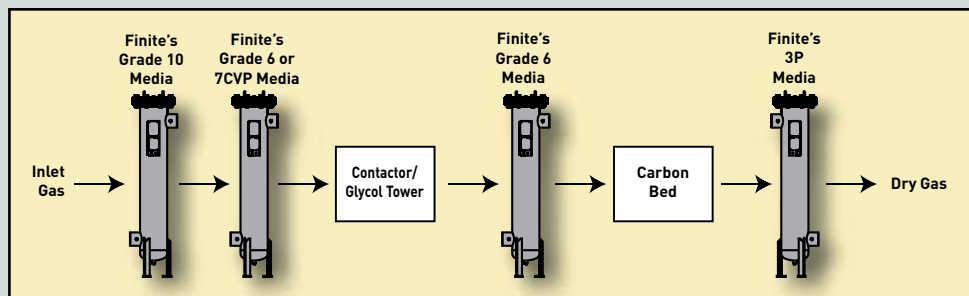 Finite's
Grade 10
Media
Finite's
Grade 6 or
7CVP Media
Finite's
Grade 6
Media
Finite's
3P
Media
Inlet
Gas
Contactor/
Glycol Tower
Carbon
Bed
Dry Gas